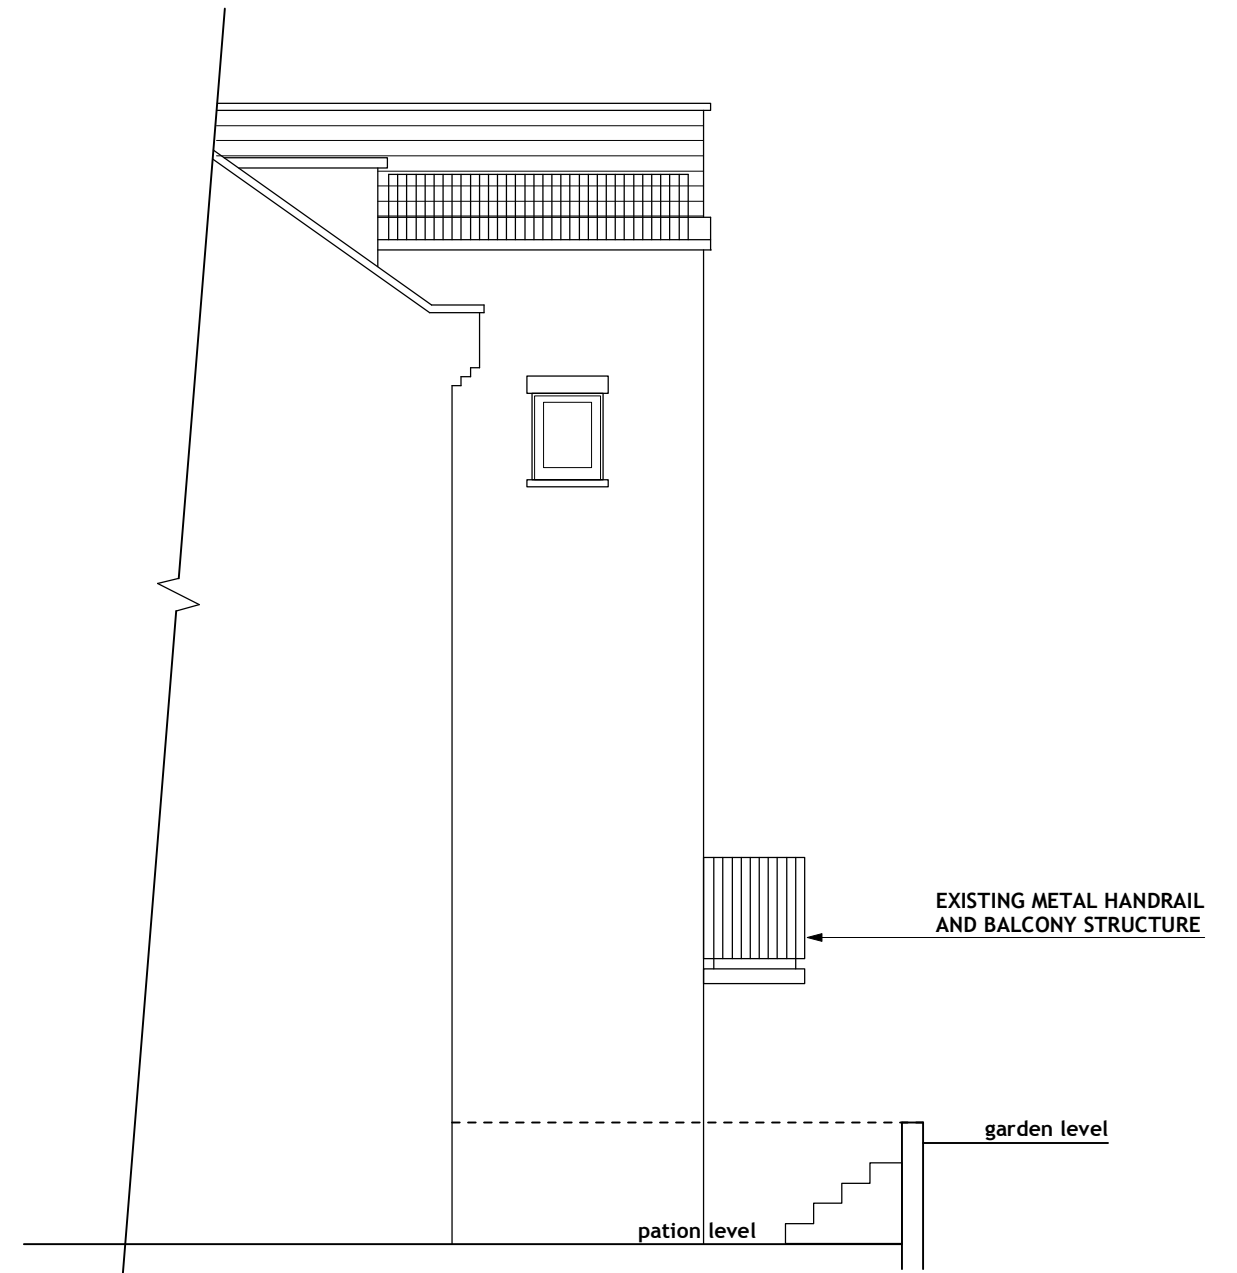 EXISTING METAL HANDRAIL
AND BALCONY STRUCTURE
garden level
pation level